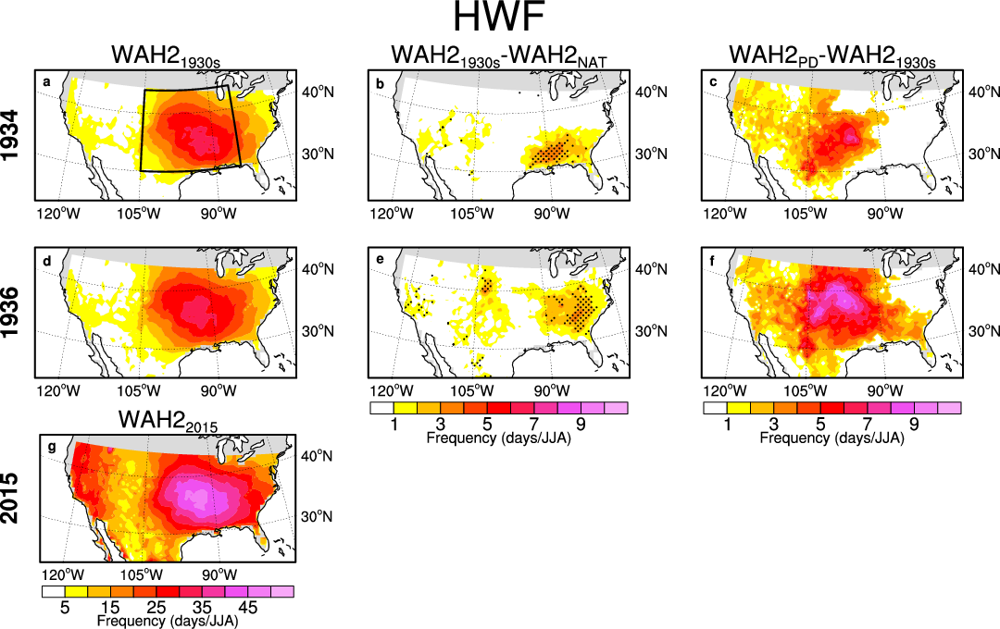 HWF
WAH2₁₉₃₀ₛ WAH2₁₉₃₀ₛ-WAH2NAT WAH2PD-WAH2₁₉₃₀ₛ
1934
a b c
40°N 40°N 40°N
30°N 30°N 30°N
120°W 105°W 90°W 120°W 105°W 90°W 120°W 105°W 90°W
1936
d e f
40°N 40°N 40°N
30°N 30°N 30°N
120°W 105°W 90°W 120°W 105°W 90°W 120°W 105°W 90°W
1 3 5 7 9 1 3 5 7 9
Frequency (days/JJA) Frequency (days/JJA)
WAH2₂₀₁₅
2015
g
40°N
30°N
120°W 105°W 90°W
5 15 25 35 45
Frequency (days/JJA)